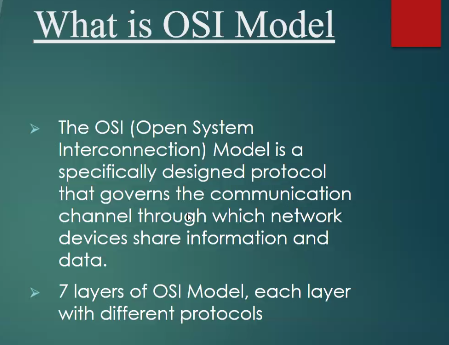 What is OSI Model
The OSI (Open System
Interconnection) Model is a
specifically designed protocol
that governs the communication
channel through which network
devices share information and
data.
7 layers of OSI Model, each layer
with different protocols